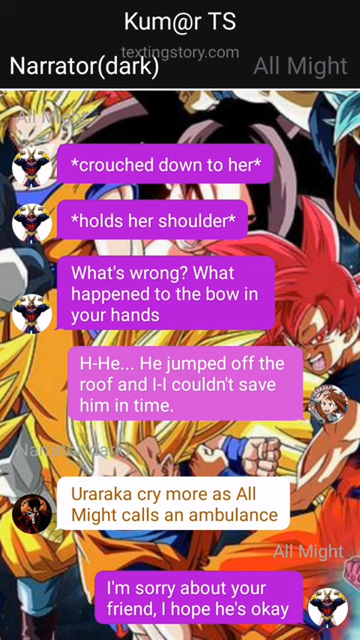 Kum@r TS
textingstory.com
Narrator(dark)
All Might
All Might
*crouched down to her*
*holds her shoulder*
What's wrong? What
happened to the bow in
your hands
H-He... He jumped off the
roof and I-I couldn't save
him in time.
Narrator(dark)
Uraraka cry more as All
Might calls an ambulance
All Might
I'm sorry about your
friend, I hope he's okay